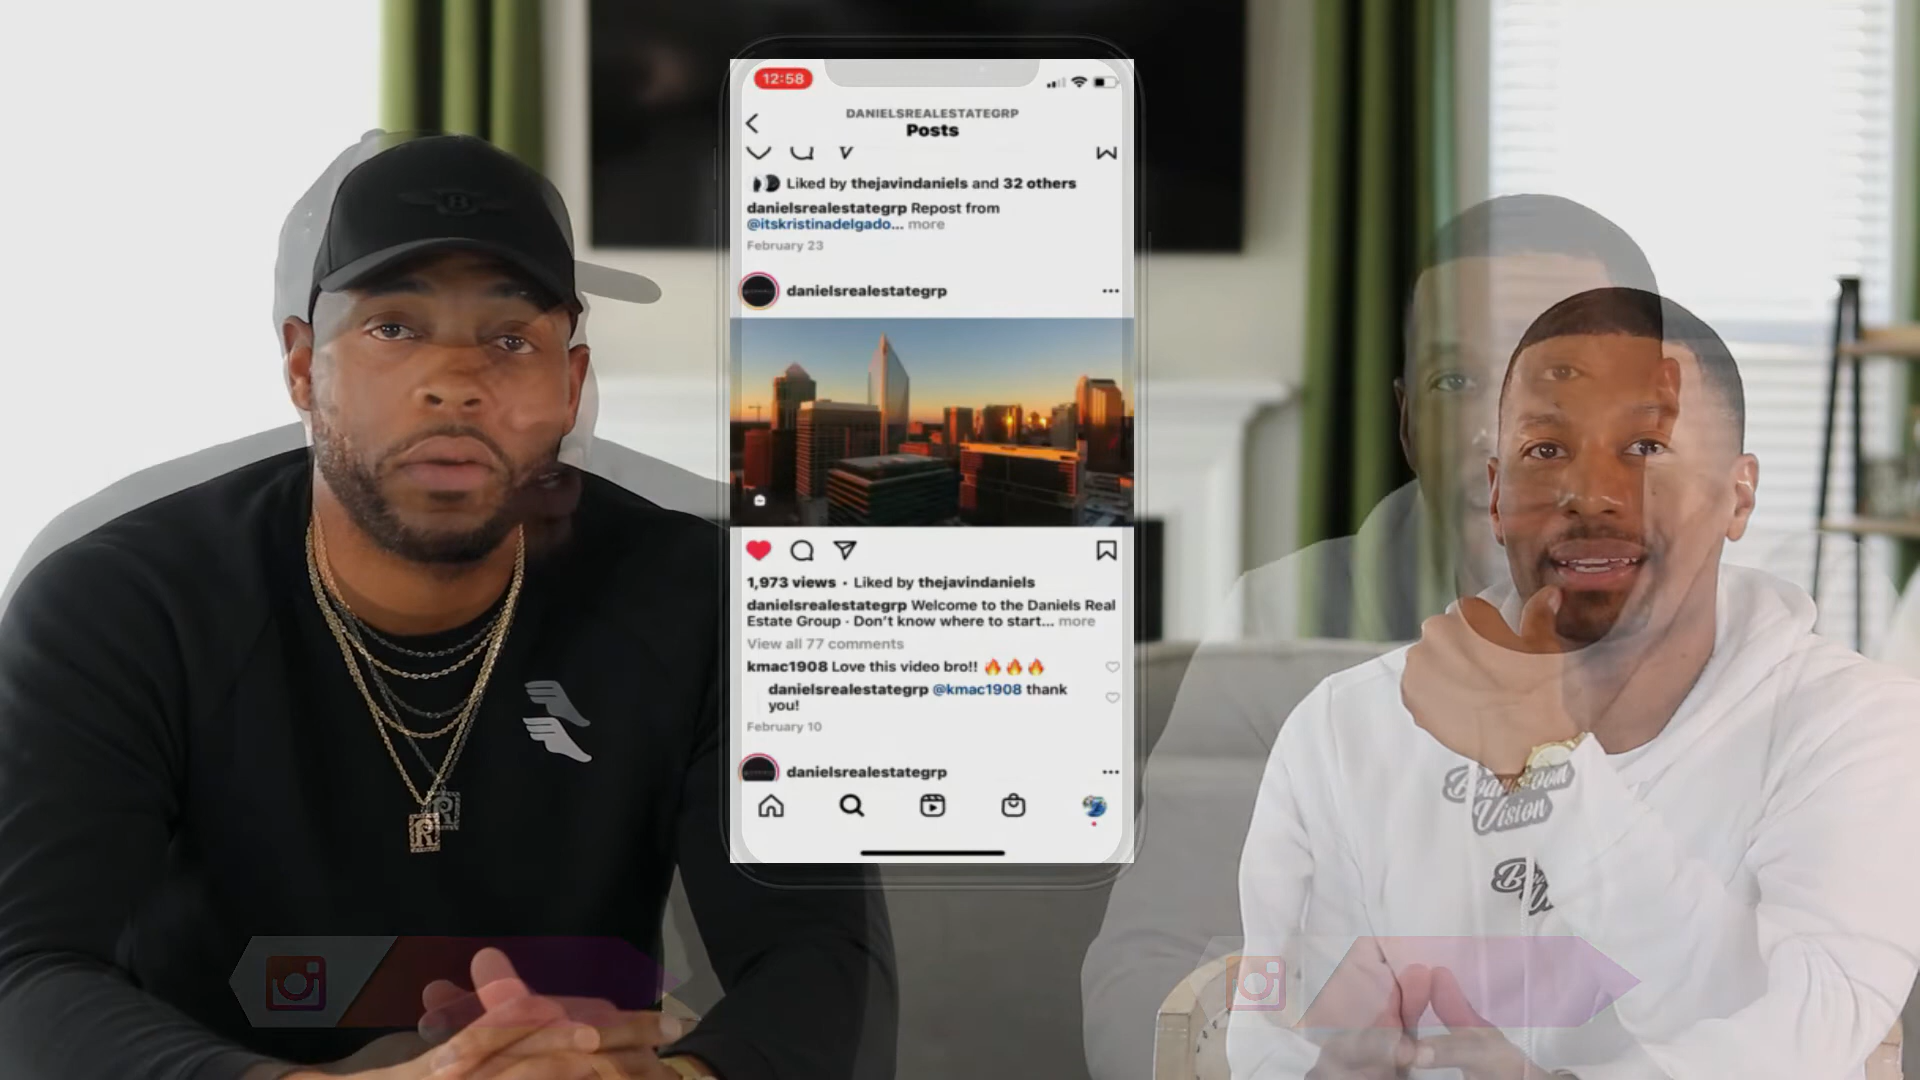 12:58
DANIELSREALESTATEGRP
Posts
Liked by thejavindaniels and 32 others
danielsrealestategrp Repost from
@itskristinadelgado... more
February 23
danielsrealestategrp
1,973 views · Liked by thejavindaniels
danielsrealestategrp Welcome to the Daniels Real
Estate Group - Don't know where to start... more
View all 77 comments
kmac1908 Love this video bro!! 🔥🔥🔥
danielsrealestategrp @kmac1908 thank
you!
February 10
danielsrealestategrp
B
R
R
Vision